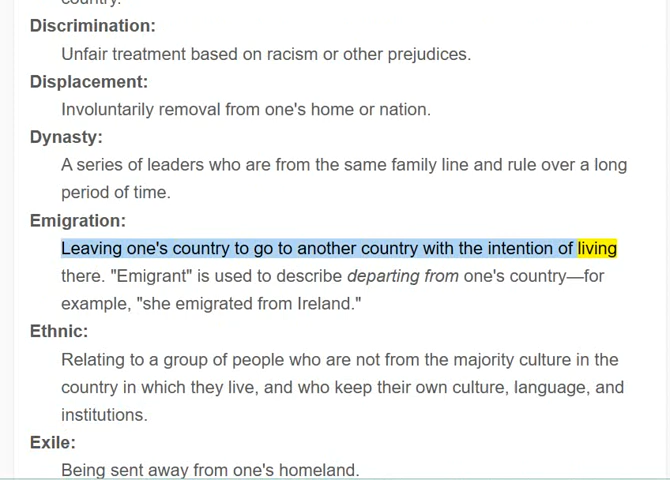 country.
Discrimination:
Unfair treatment based on racism or other prejudices.
Displacement:
Involuntarily removal from one's home or nation.
Dynasty:
A series of leaders who are from the same family line and rule over a long
period of time.
Emigration:
Leaving one's country to go to another country with the intention of living
there. "Emigrant" is used to describe departing from one's country—for
example, "she emigrated from Ireland."
Ethnic:
Relating to a group of people who are not from the majority culture in the
country in which they live, and who keep their own culture, language, and
institutions.
Exile:
Being sent away from one's homeland.